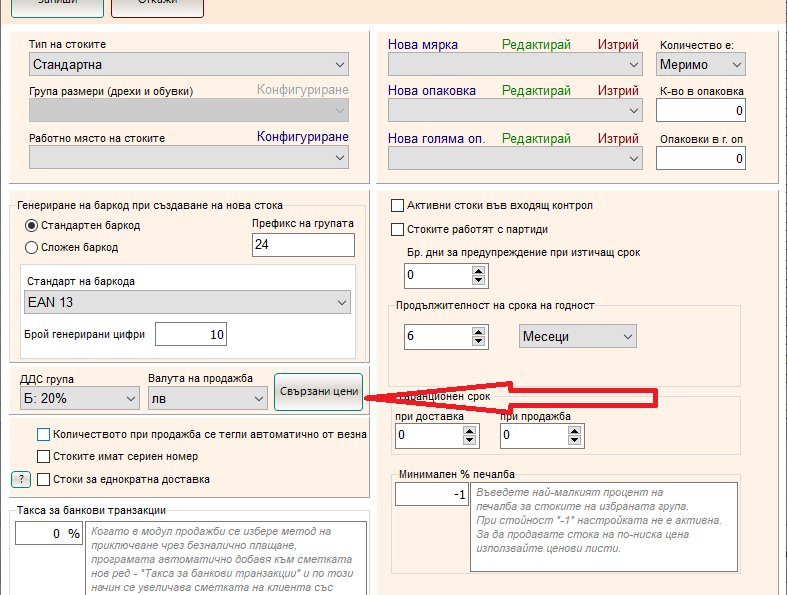 Запиши
Откажи
Тип на стоките
Стандартна
Група размери (дрехи и обувки)
Конфигуриране
Работно място на стоките
Конфигуриране
Нова мярка
Редактирай
Изтрий
Количество е:
Меримо
Нова опаковка
Редактирай
Изтрий
К-во в опаковка
0
Нова голяма оп.
Редактирай
Изтрий
Опаковки в г. оп
0
Генериране на баркод при създаване на нова стока
Стандартен баркод
Сложен баркод
Префикс на групата
24
Стандарт на баркода
EAN 13
Брой генерирани цифри
10
ДДС група
Б: 20%
Валута на продажба
лв
Свързани цени
Количеството при продажба се тегли автоматично от везна
Стоките имат сериен номер
?
Стоки за еднократна доставка
Такса за банкови транзакции
0 %
Когато в модул продажби се избере метод на
приключване чрез безналично плащане,
програмата автоматично добавя към сметката
нов ред - "Такса за банкови транзакции" и по този
начин се увеличава сметката на клиента със
Активни стоки във входящ контрол
Стоките работят с партиди
Бр. дни за предупреждение при изтичащ срок
0
Продължителност на срока на годност
6
Месеци
Гаранционен срок
при доставка
0
при продажба
0
Минимален % печалба
-1
Въведете най-малкият процент на
печалба за стоките на избраната група.
При стойност "-1" настройката не е активна.
За да продавате стока на по-ниска цена
използвайте ценови листи.